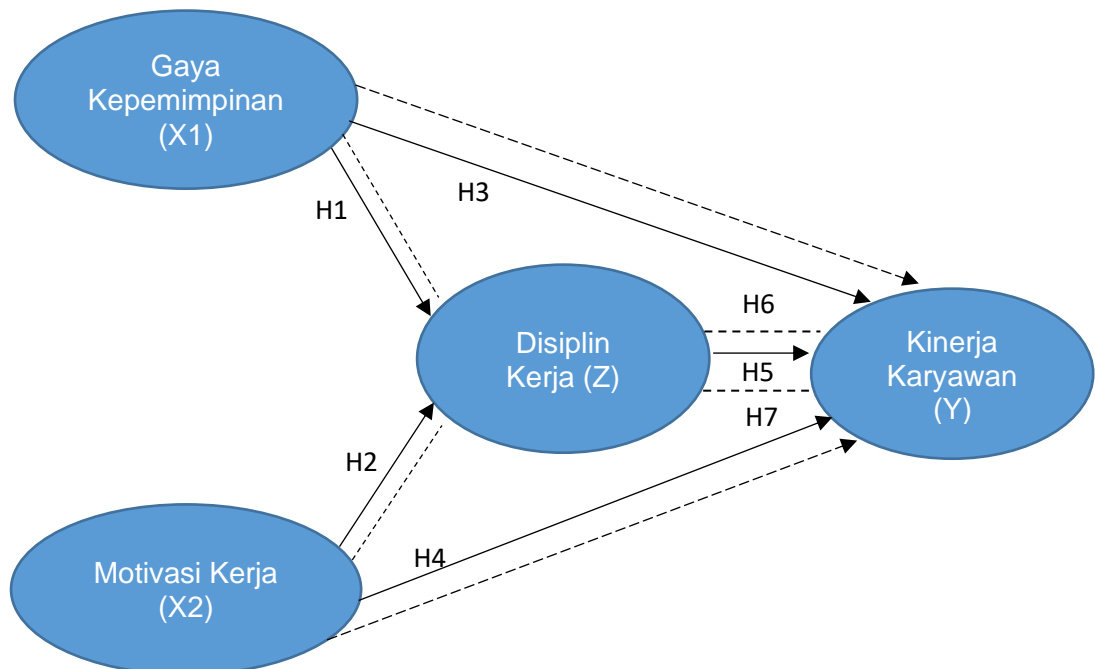 Gaya
Kepemimpinan
(X1)
H3
H1
H6
Disiplin
Kerja (Z)
Kinerja
Karyawan
(Y)
H5
H7
H2
H4
Motivasi Kerja
(X2)